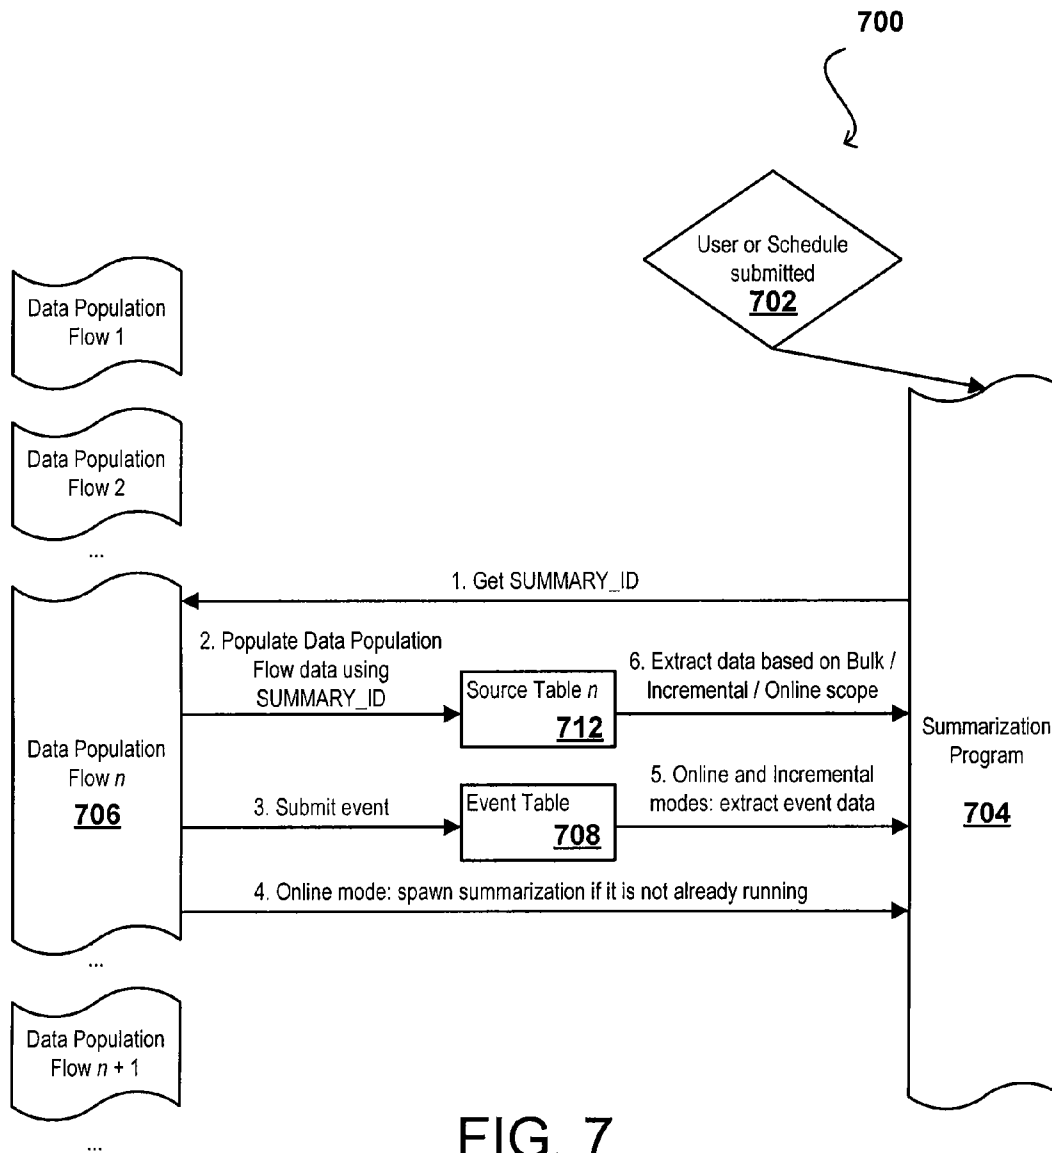 700
User or Schedule
submitted
702
Data Population
Flow 1
Data Population
Flow 2
...
1. Get SUMMARY_ID
2. Populate Data Population
Flow data using
SUMMARY_ID
Source Table n
712
6. Extract data based on Bulk /
Incremental / Online scope
Data Population
Flow n
706
3. Submit event
Event Table
708
5. Online and Incremental
modes: extract event data
Summarization
Program
704
4. Online mode: spawn summarization if it is not already running
...
Data Population
Flow n + 1
...
FIG. 7